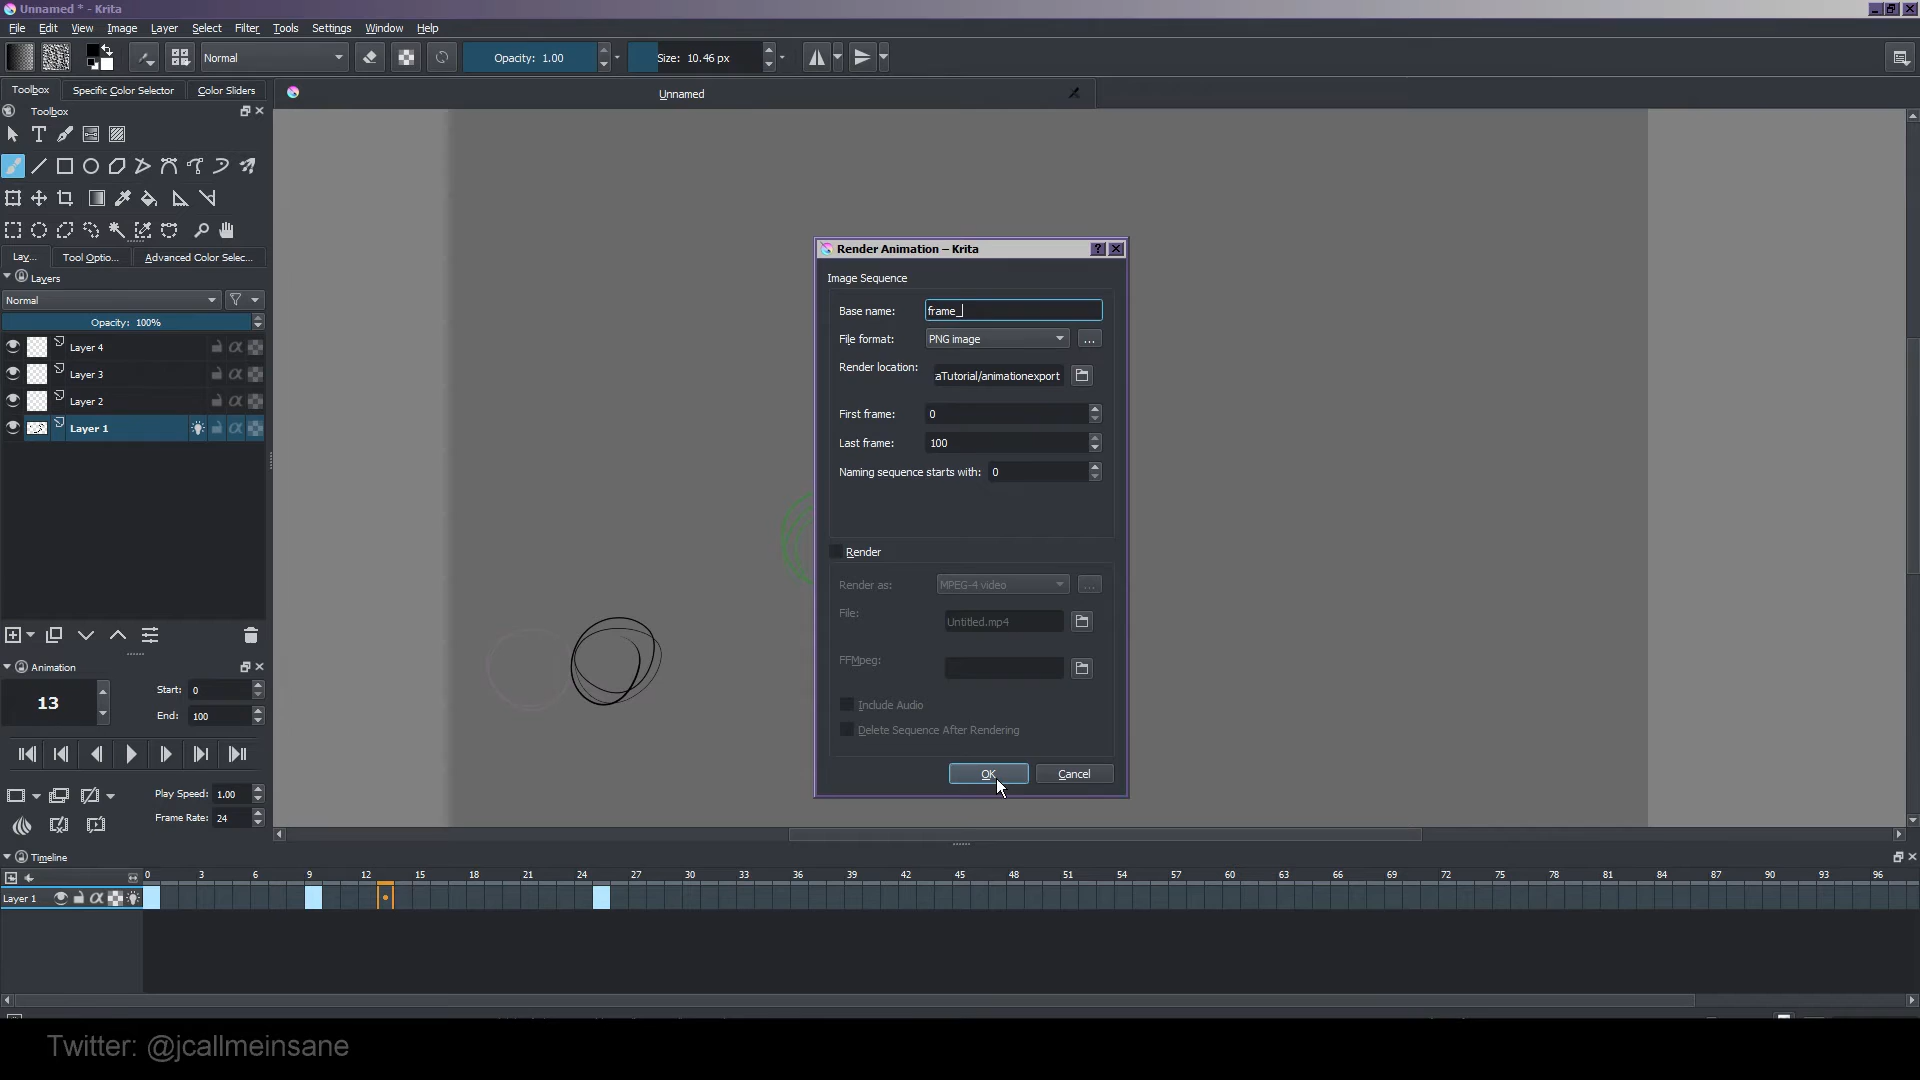 Unnamed * - Krita
File Edit View Image Layer Select Filter Tools Settings Window Help
Normal Opacity: 1.00 Size: 10.46 px
Toolbox Specific Color Selector Color Sliders
Unnamed
Toolbox
Lay... Tool Optio... Advanced Color Selec...
Layers
Normal
Opacity: 100%
Layer 4
Layer 3
Layer 2
Layer 1
Render Animation – Krita
Image Sequence
Base name: frame_
File format: PNG image ...
Render location: aTutorial/animationexport
First frame: 0
Last frame: 100
Naming sequence starts with: 0
Render
Render as: MPEG-4 video ...
File: Untitled.mp4
FFMpeg:
Include Audio
Delete Sequence After Rendering
OK Cancel
Animation
13
Start: 0
End: 100
Play Speed: 1.00
Frame Rate: 24
Timeline
0 3 6 9 12 15 18 21 24 27 30 33 36 39 42 45 48 51 54 57 60 63 66 69 72 75 78 81 84 87 90 93 96
Layer 1
Twitter: @jcallmeinsane